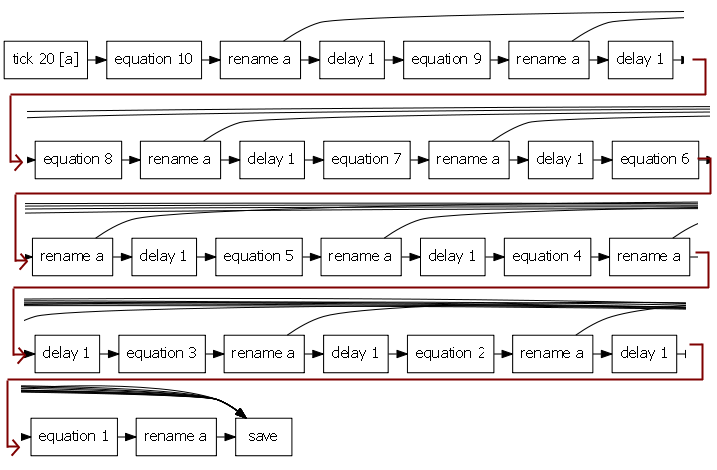 tick 20 [a] equation 10 rename a delay 1 equation 9 rename a delay 1
equation 8 rename a delay 1 equation 7 rename a delay 1 equation 6
rename a delay 1 equation 5 rename a delay 1 equation 4 rename a
delay 1 equation 3 rename a delay 1 equation 2 rename a delay 1
equation 1 rename a save